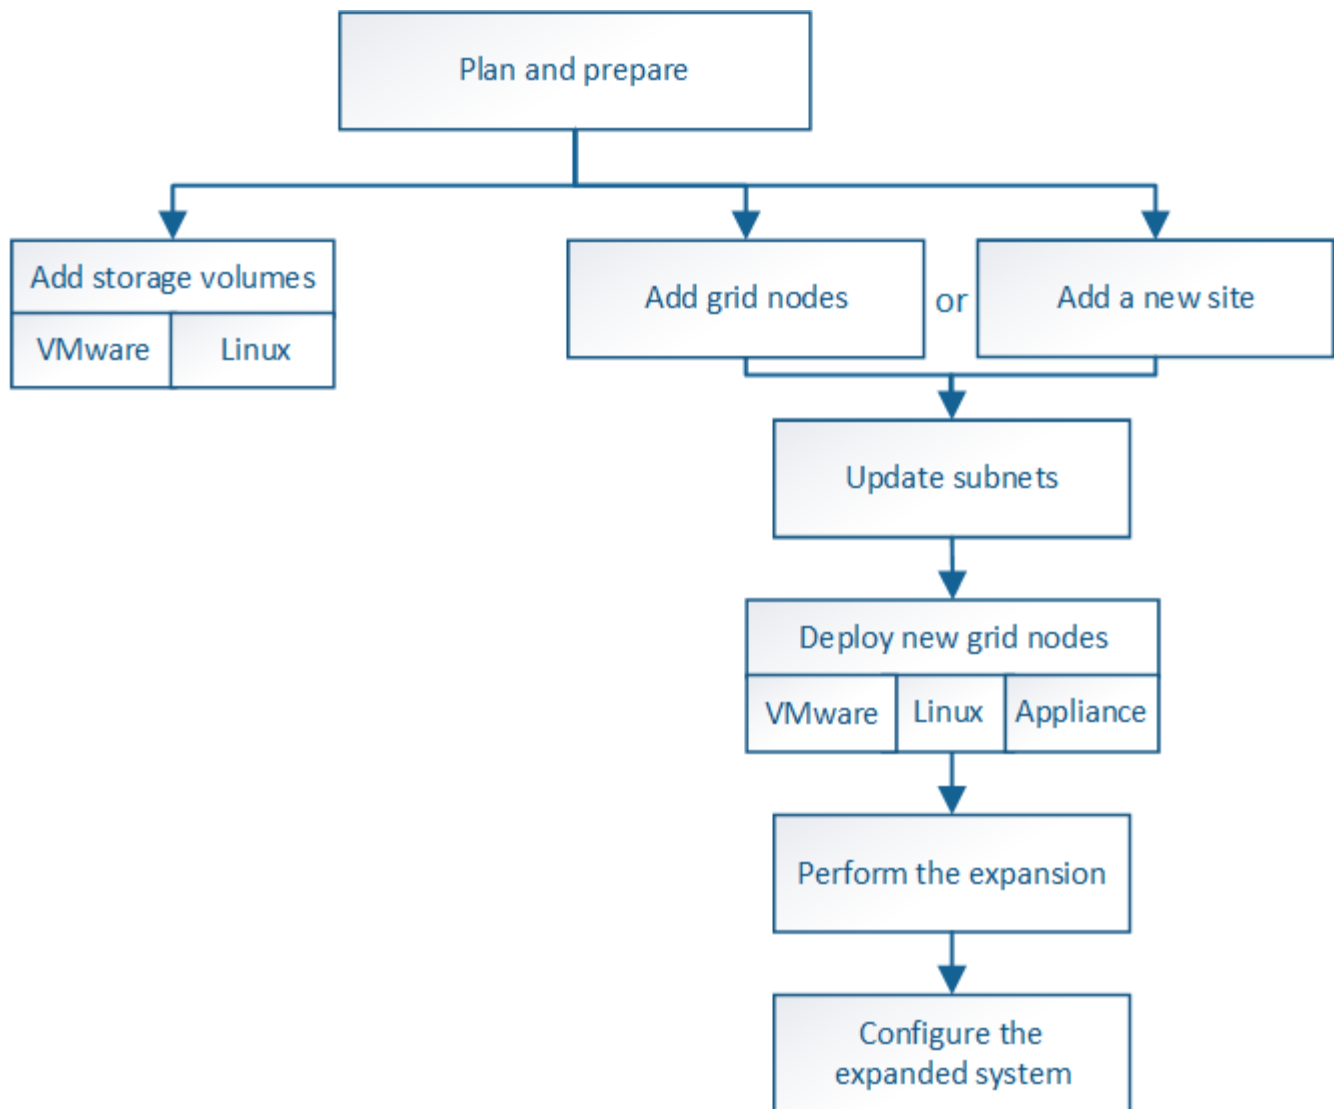 Plan and prepare
Add storage volumes
VMware
Linux
Add grid nodes
or
Add a new site
Update subnets
Deploy new grid nodes
VMware
Linux
Appliance
Perform the expansion
Configure the
expanded system